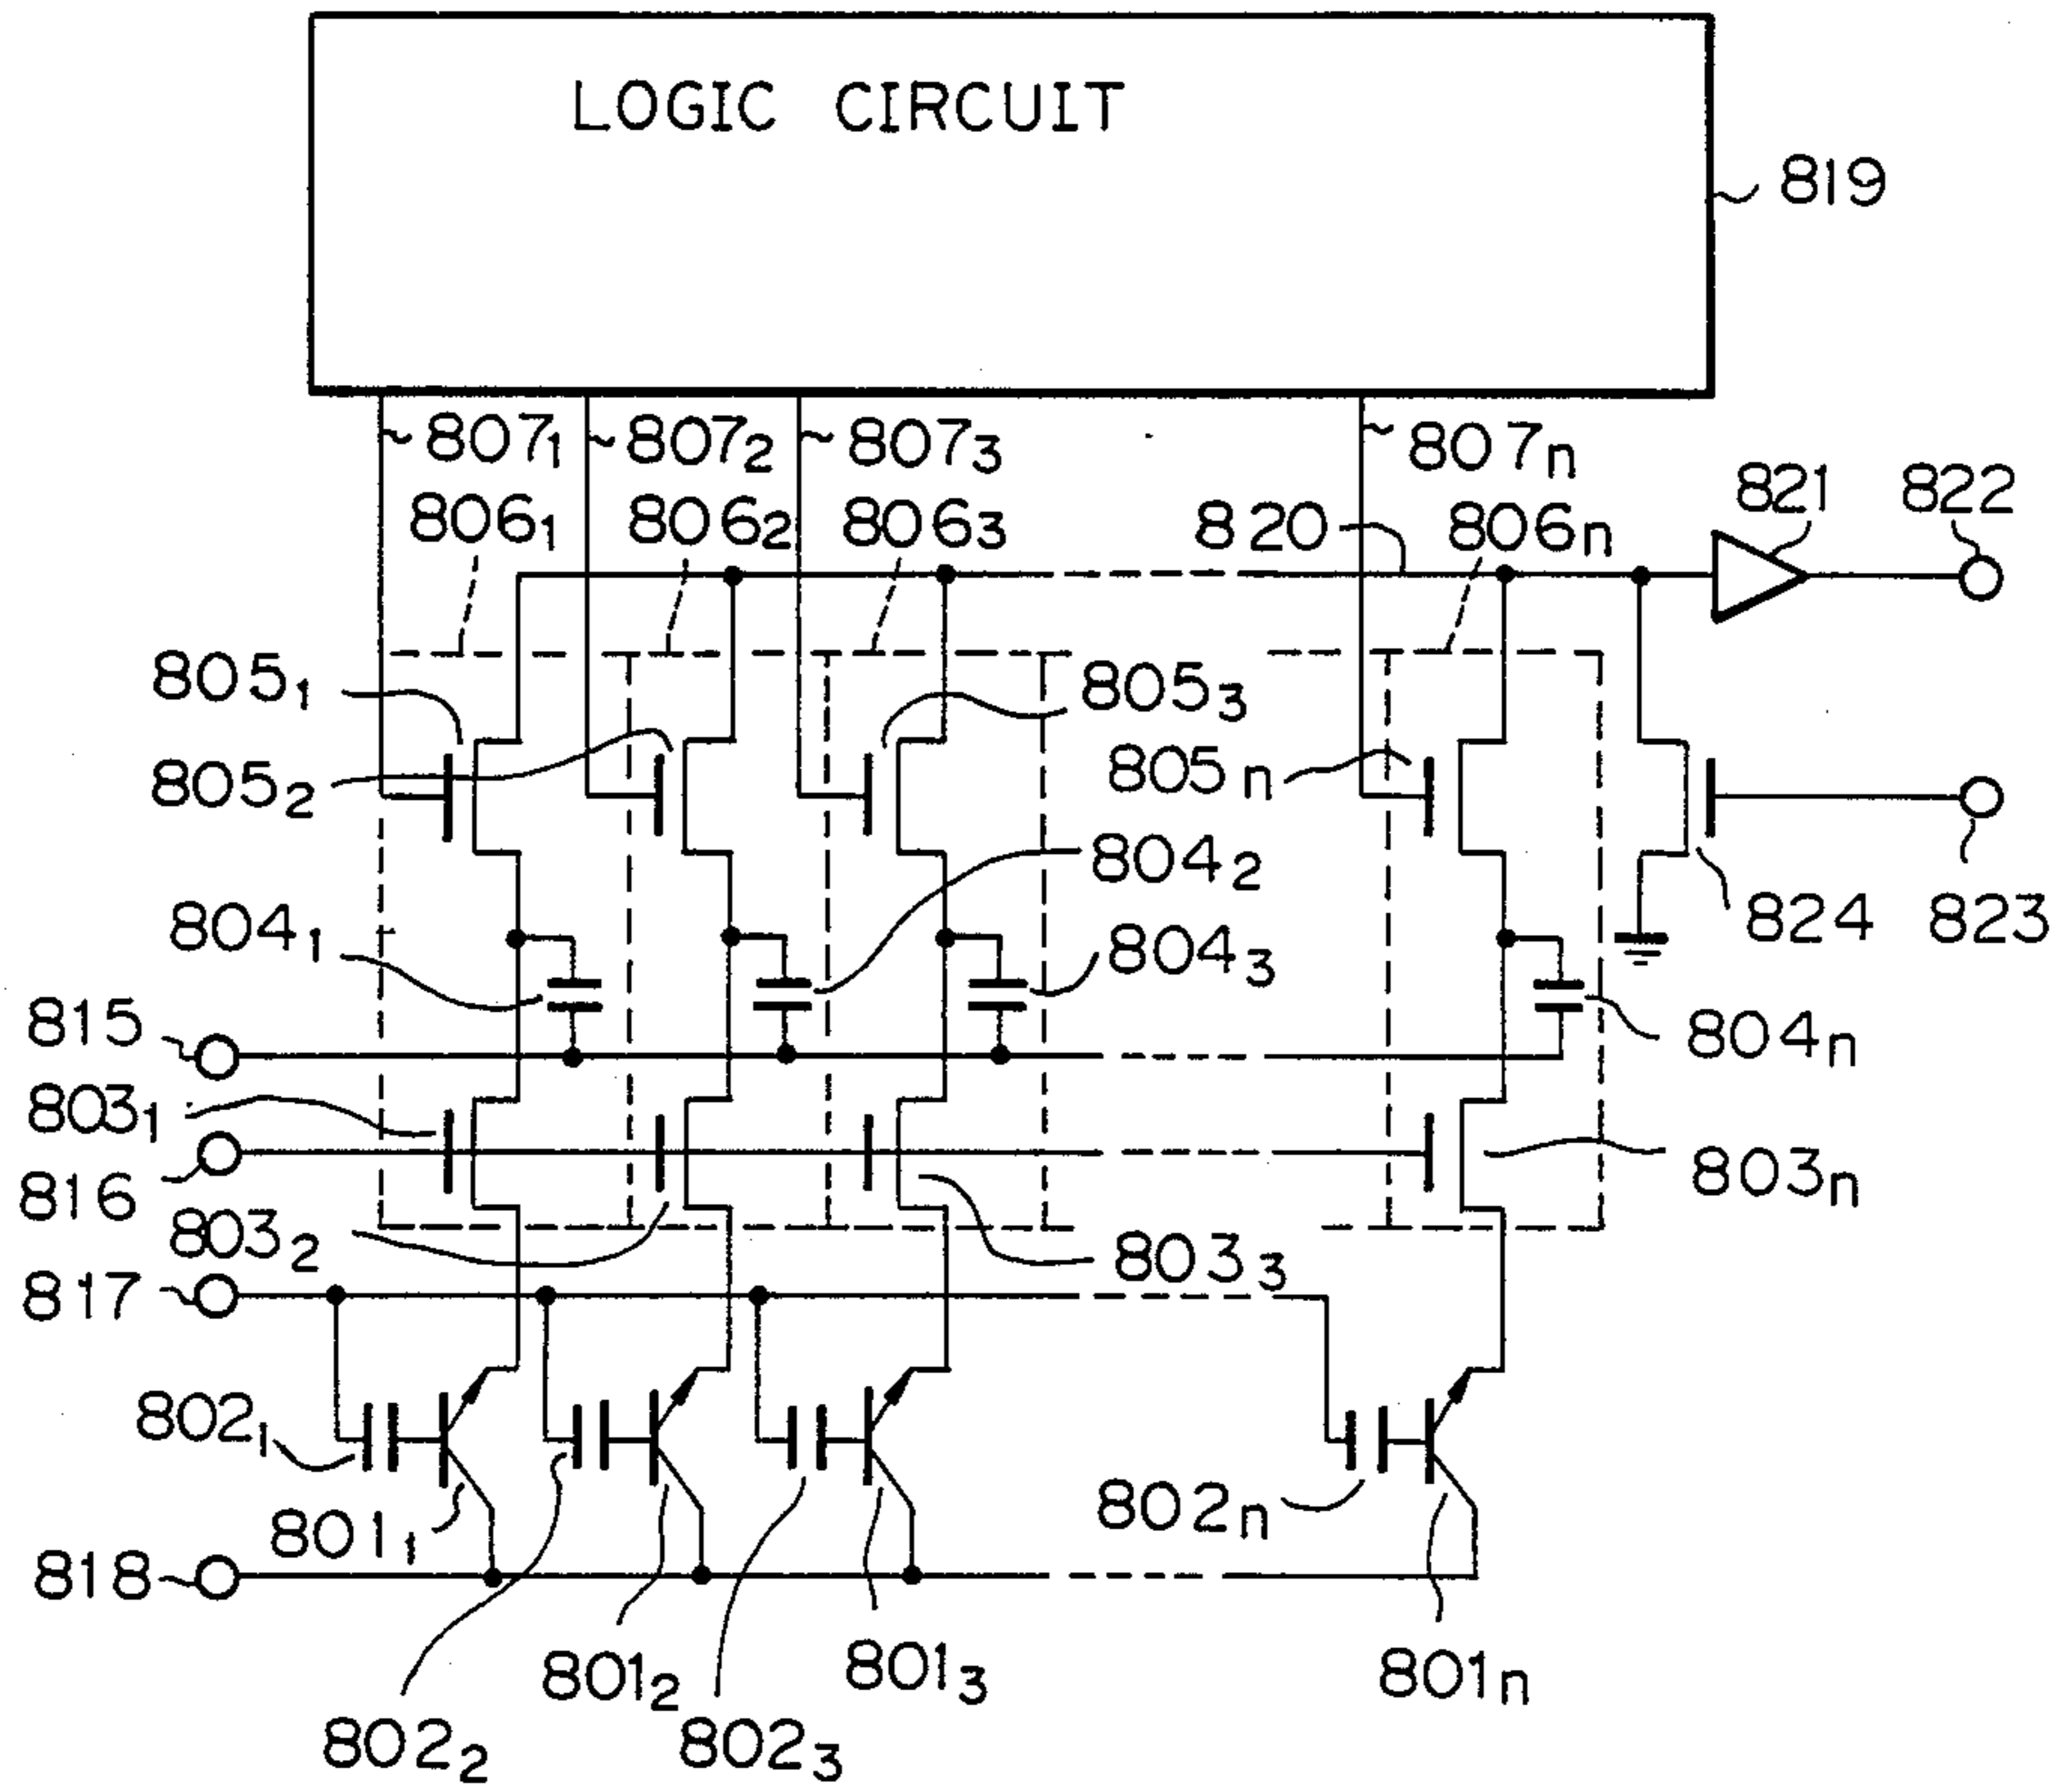 LOGIC CIRCUIT
819
807₁ 807₂ 807₃ 807n
821 822
806₁ 806₂ 806₃ 820 806n
805₁ 805₃
805₂ 805n
804₂
804₁ 804₃ 824 823
815 804n
803₁
816 803n
803₂ 803₃
817
802₁
802n
801₁
818
801₂ 801₃ 801n
802₂ 802₃